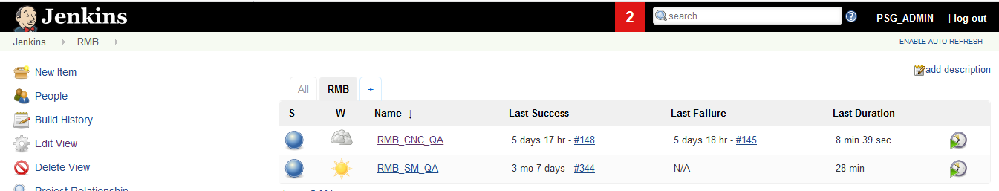 Jenkins 2 search PSG_ADMIN | log out
Jenkins RMB ENABLE AUTO REFRESH
add description
New Item
People
Build History
Edit View
Delete View
Project Relationship
All RMB +
S W Name ↓ Last Success Last Failure Last Duration
RMB_CNC_QA 5 days 17 hr - #148 5 days 18 hr - #145 8 min 39 sec
RMB_SM_QA 3 mo 7 days - #344 N/A 28 min